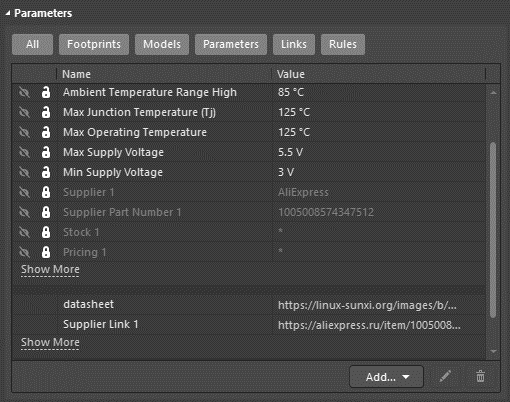 Parameters
All Footprints Models Parameters Links Rules
Name Value
Ambient Temperature Range High 85 °C
Max Junction Temperature (Tj) 125 °C
Max Operating Temperature 125 °C
Max Supply Voltage 5.5 V
Min Supply Voltage 3 V
Supplier 1 AliExpress
Supplier Part Number 1 1005008574347512
Stock 1 *
Pricing 1 *
Show More
datasheet https://linux-sunxi.org/images/b/...
Supplier Link 1 https://aliexpress.ru/item/1005008...
Show More
Add...